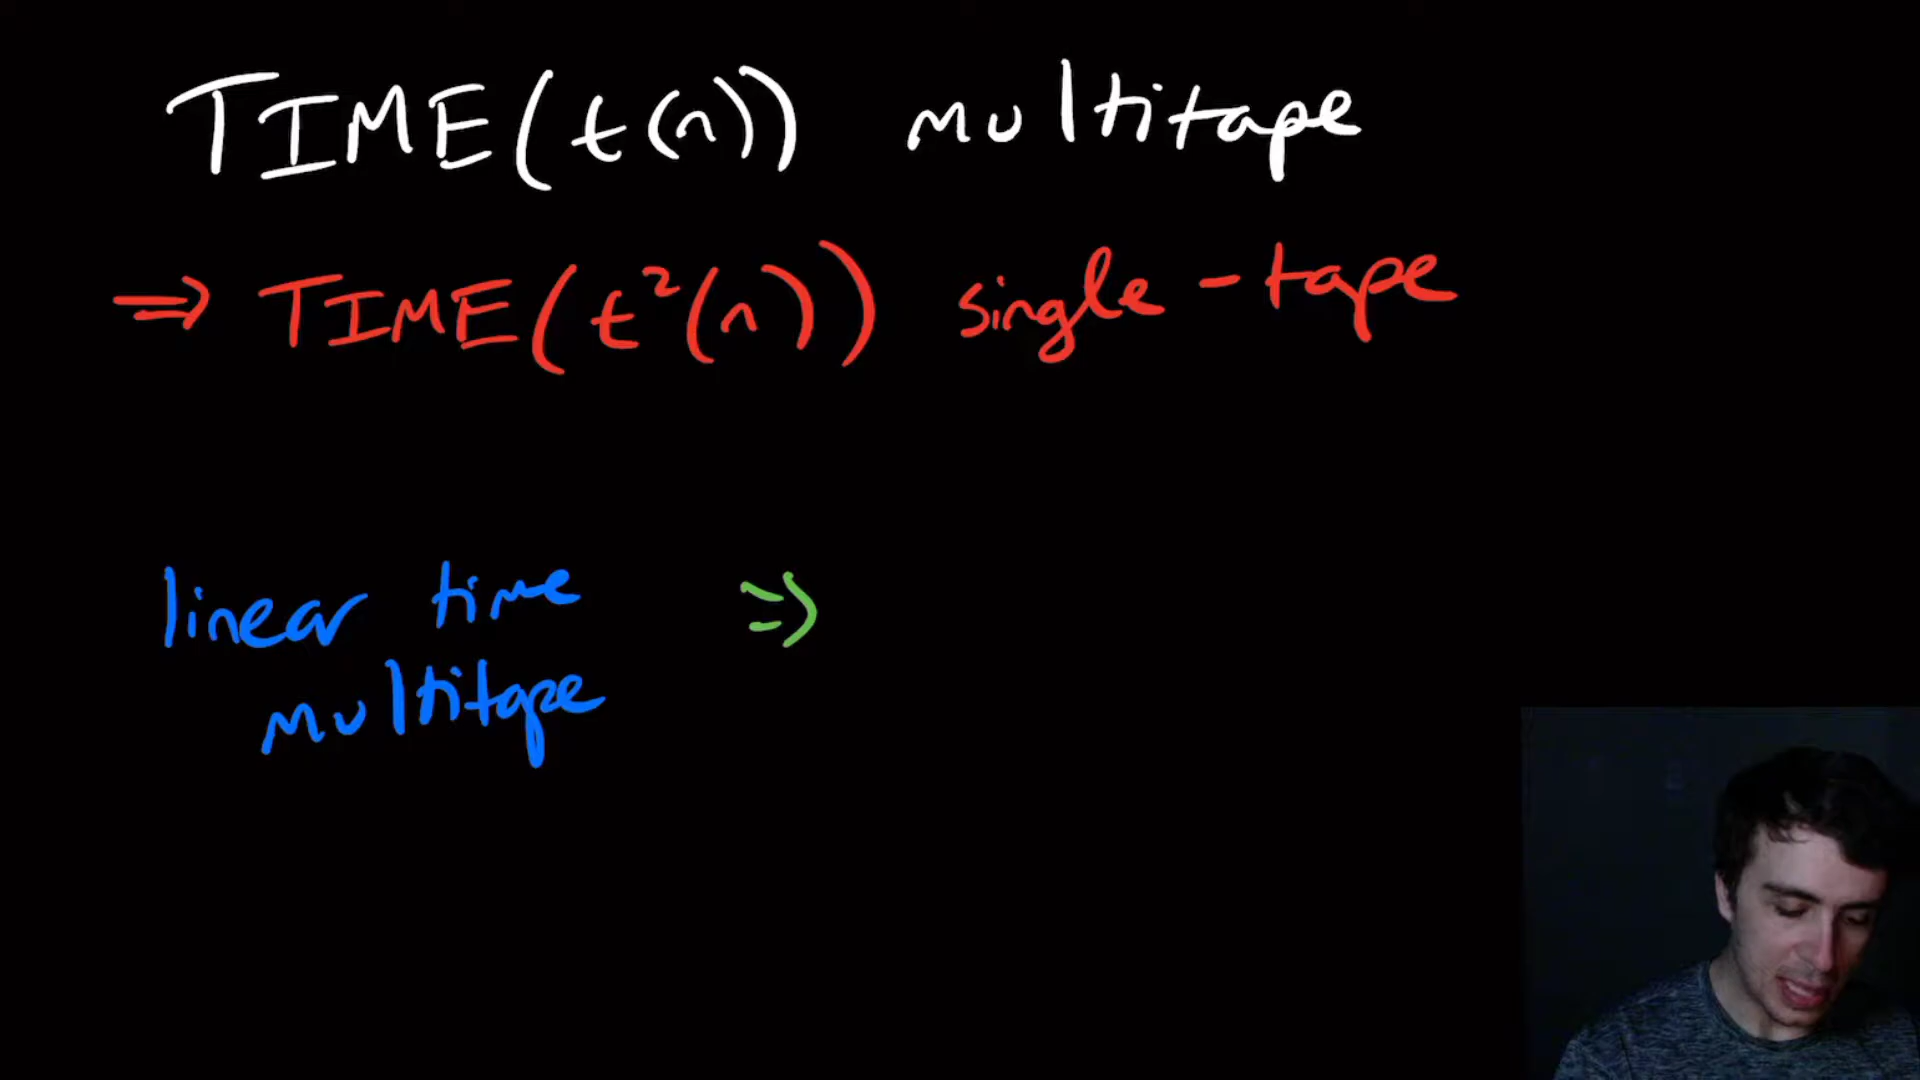 TIME(t(n)) multitape
⇒ TIME(t²(n)) single-tape
linear time ⇒
multitape